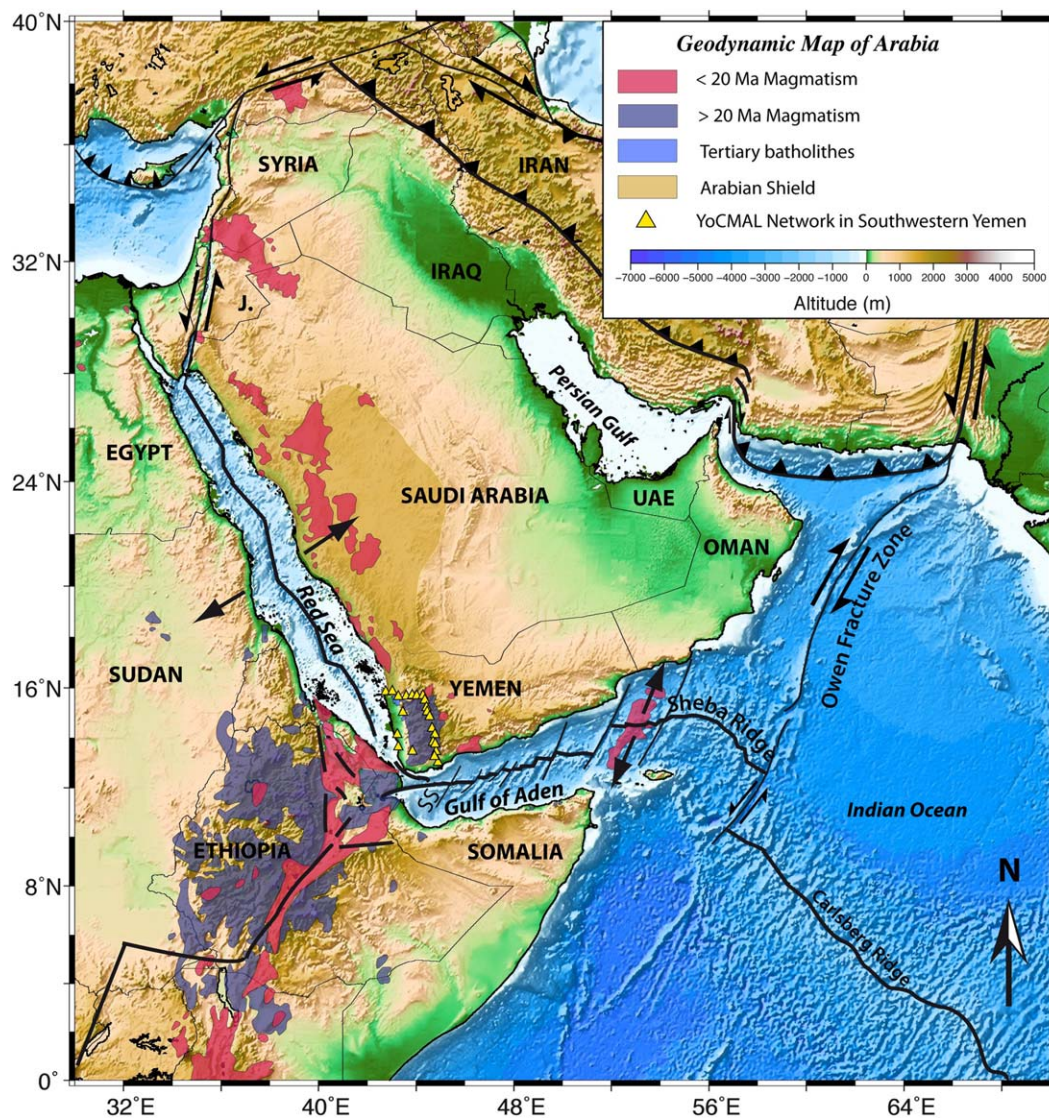 40°N
Geodynamic Map of Arabia
< 20 Ma Magmatism
> 20 Ma Magmatism
Tertiary batholithes
Arabian Shield
YoCMAL Network in Southwestern Yemen
-7000 -6000 -5000 -4000 -3000 -2000 -1000 0 1000 2000 3000 4000 5000
Altitude (m)
SYRIA
IRAN
32°N
IRAQ
J.
Persian Gulf
EGYPT
24°N
SAUDI ARABIA
UAE
OMAN
Red Sea
Owen Fracture Zone
SUDAN
16°N
YEMEN
Sheba Ridge
SS
Gulf of Aden
Indian Ocean
ETHIOPIA
SOMALIA
N
8°N
Carlsberg Ridge
0°
32°E 40°E 48°E 56°E 64°E